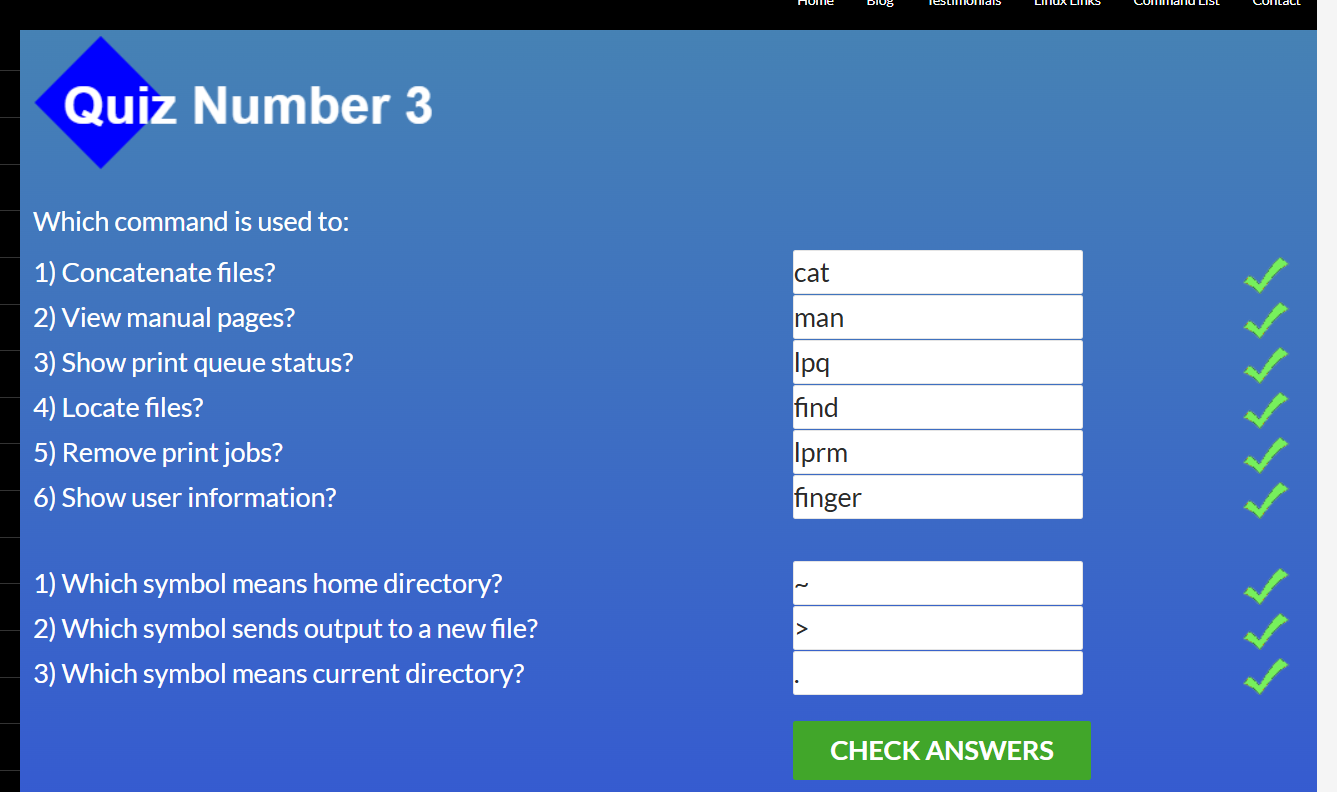 Home Blog Testimonials Linux Links Command List Contact
Quiz Number 3
Which command is used to:
1) Concatenate files? cat
2) View manual pages? man
3) Show print queue status? lpq
4) Locate files? find
5) Remove print jobs? lprm
6) Show user information? finger
1) Which symbol means home directory? ~
2) Which symbol sends output to a new file? >
3) Which symbol means current directory? .
CHECK ANSWERS